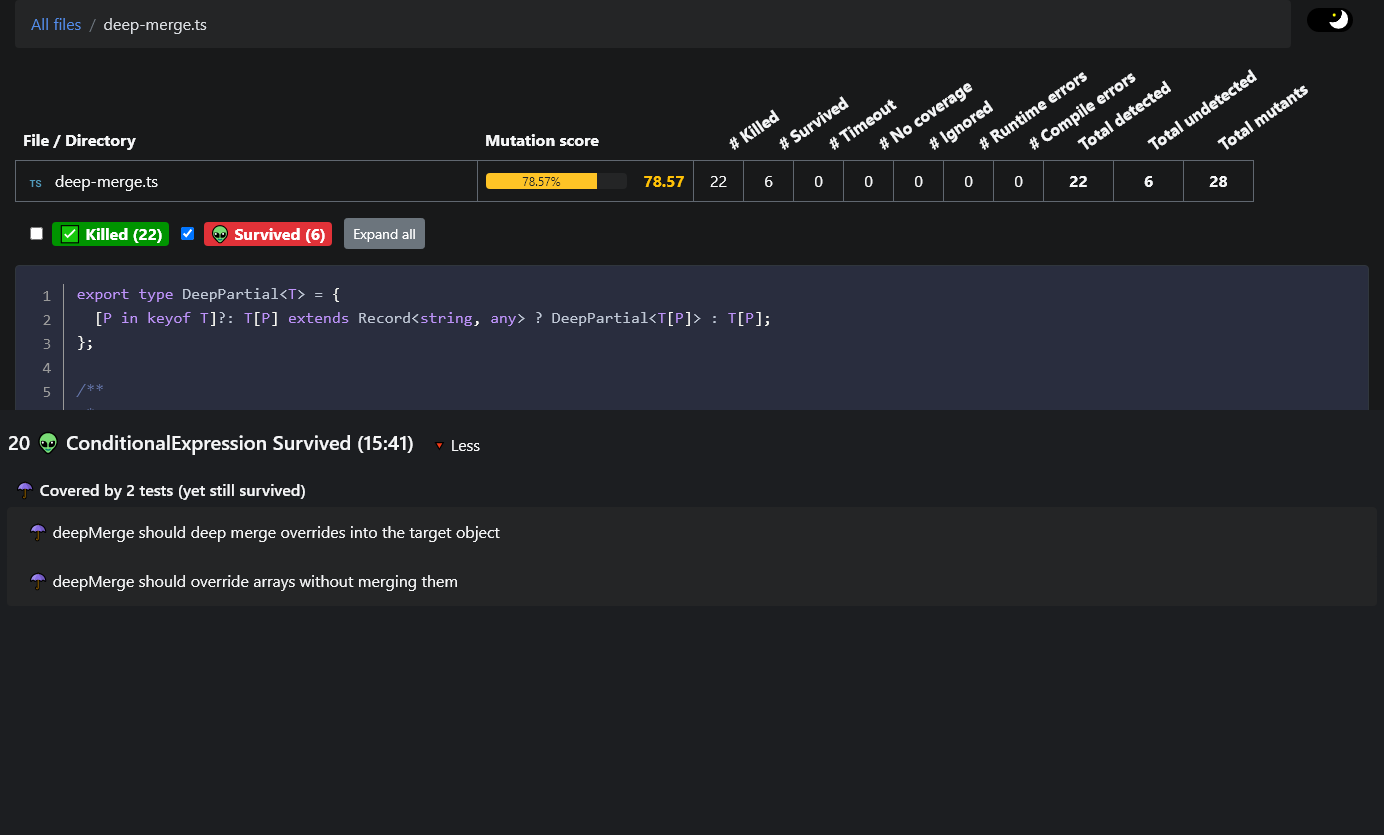 All files / deep-merge.ts
File / Directory Mutation score # Killed # Survived # Timeout # No coverage # Ignored # Runtime errors # Compile errors Total detected Total undetected Total mutants
TS deep-merge.ts 78.57% 78.57 22 6 0 0 0 0 0 22 6 28
Killed (22) Survived (6) Expand all
1 export type DeepPartial<T> = {
2 [P in keyof T]?: T[P] extends Record<string, any> ? DeepPartial<T[P]> : T[P];
3 };
4
5 /**
20 ConditionalExpression Survived (15:41) Less
Covered by 2 tests (yet still survived)
deepMerge should deep merge overrides into the target object
deepMerge should override arrays without merging them